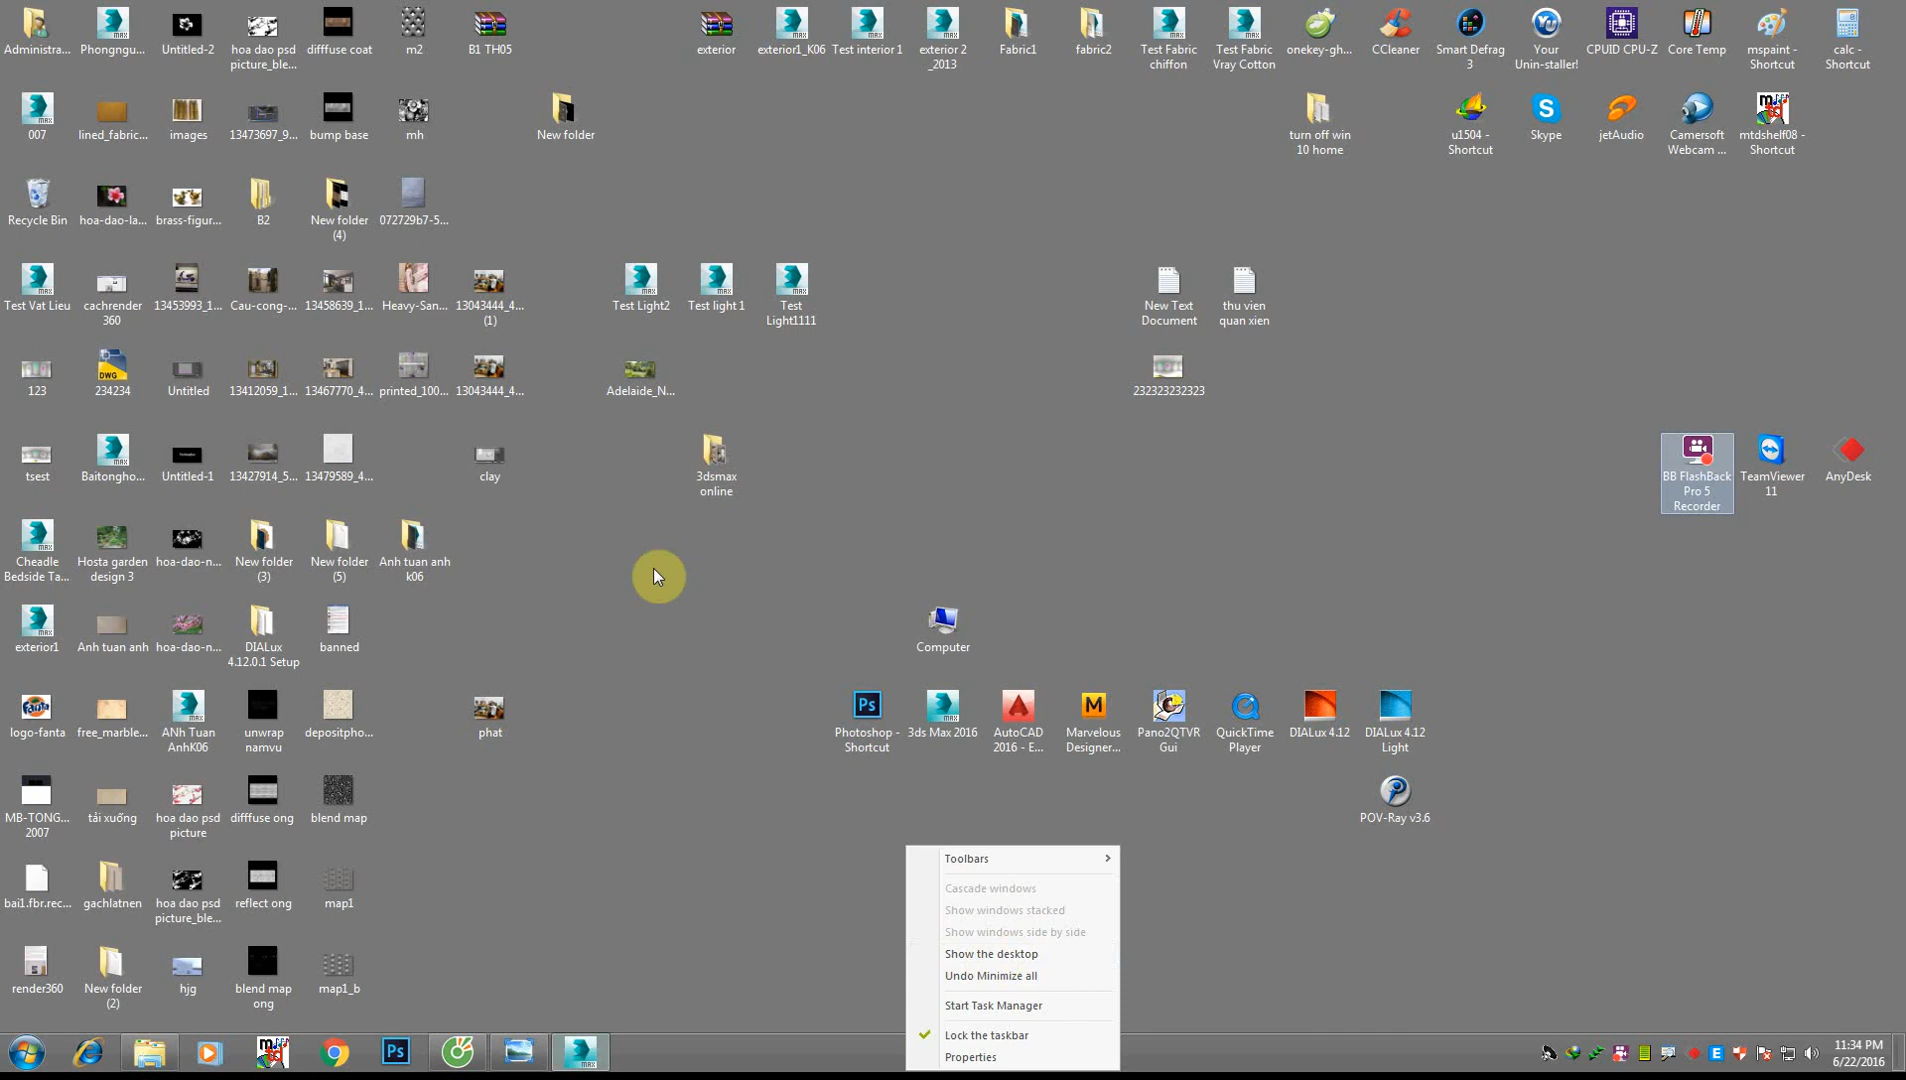 Administra...
Phongngu...
Untitled-2
hoa dao psd
picture_ble...
difffuse coat
m2
B1 TH05
exterior
exterior1_K06
Test interior 1
exterior 2
_2013
Fabric1
fabric2
Test Fabric
chiffon
Test Fabric
Vray Cotton
onekey-gh...
CCleaner
Smart Defrag
3
Your
Unin-staller!
CPUID CPU-Z
Core Temp
mspaint -
Shortcut
calc -
Shortcut
007
lined_fabric...
images
13473697_9...
bump base
mh
New folder
turn off win
10 home
u1504 -
Shortcut
Skype
jetAudio
Camersoft
Webcam ...
mtdshelf08 -
Shortcut
Recycle Bin
hoa-dao-la...
brass-figur...
B2
New folder
(4)
072729b7-5...
Test Vat Lieu
cachrender
360
13453993_1...
Cau-cong-...
13458639_1...
Heavy-San...
13043444_4...
(1)
Test Light2
Test light 1
Test
Light1111
New Text
Document
thu vien
quan xien
123
DWG
234234
Untitled
13412059_1...
13467770_4...
printed_100...
13043444_4...
Adelaide_N...
232323232323
tsest
Baitongho...
Untitled-1
13427914_5...
13479589_4...
clay
3dsmax
online
BB FlashBack
Pro 5
Recorder
TeamViewer
11
AnyDesk
Cheadle
Bedside Ta...
Hosta garden
design 3
hoa-dao-n...
New folder
(3)
New folder
(5)
Anh tuan anh
k06
exterior1
Anh tuan anh
hoa-dao-n...
DIALux
4.12.0.1 Setup
banned
Computer
logo-fanta
free_marble...
ANh Tuan
AnhK06
unwrap
namvu
depositpho...
phat
Photoshop -
Shortcut
3ds Max 2016
AutoCAD
2016 - E...
Marvelous
Designer...
Pano2QTVR
Gui
QuickTime
Player
DIALux 4.12
DIALux 4.12
Light
MB-TONG...
2007
tải xuống
hoa dao psd
picture
difffuse ong
blend map
POV-Ray v3.6
bai1.fbr.rec...
gachlatnen
hoa dao psd
picture_ble...
reflect ong
map1
render360
New folder
(2)
hjg
blend map
ong
map1_b
Toolbars
Cascade windows
Show windows stacked
Show windows side by side
Show the desktop
Undo Minimize all
Start Task Manager
Lock the taskbar
Properties
11:34 PM
6/22/2016